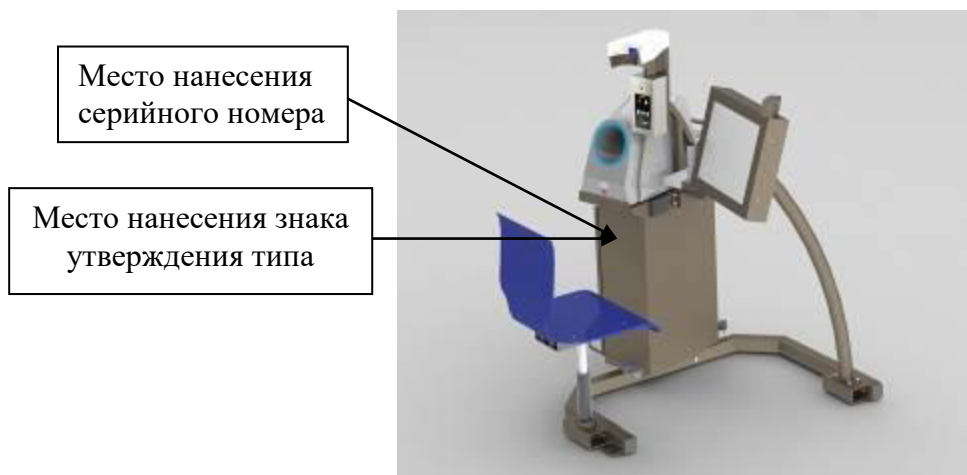 Место нанесения
серийного номера
Место нанесения знака
утверждения типа